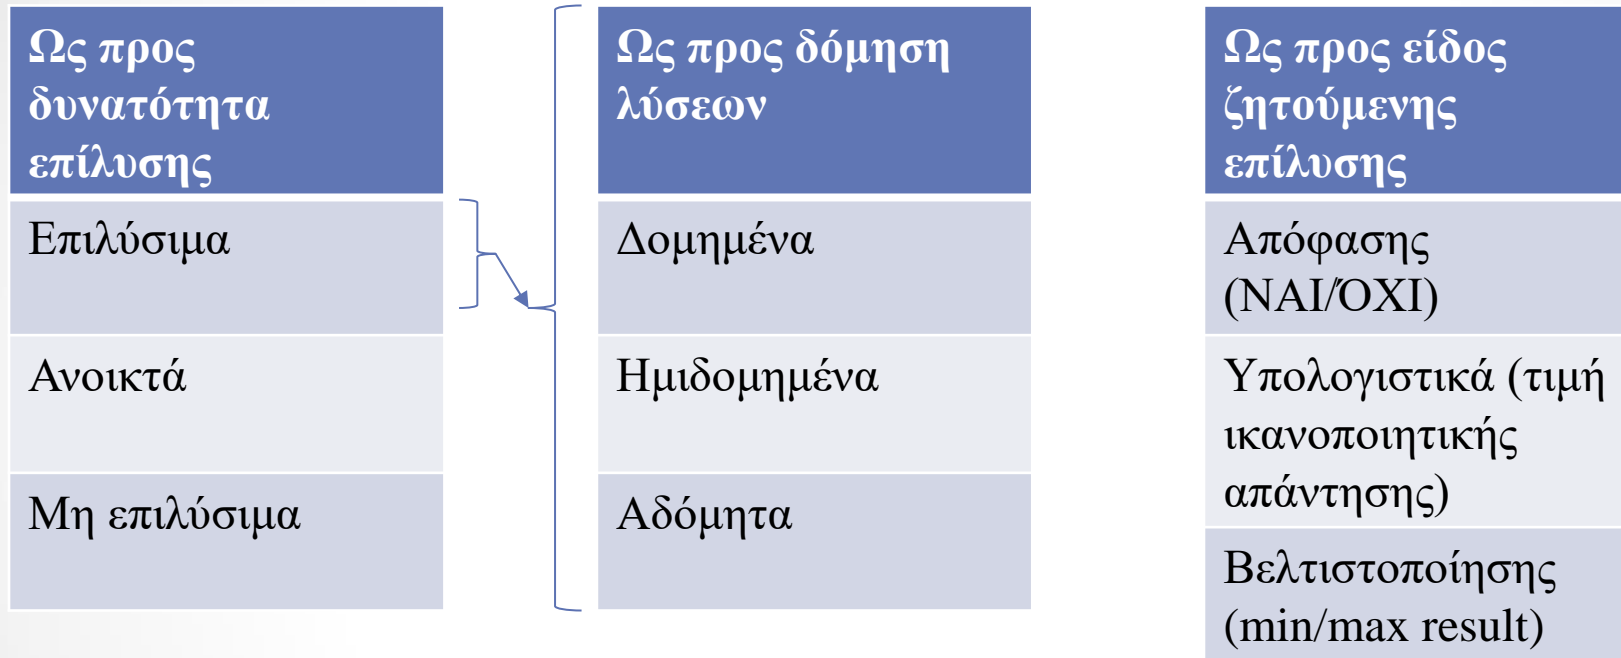 Ως προς
δυνατότητα
επίλυσης
Επιλύσιμα
Ανοικτά
Μη επιλύσιμα
Ως προς δόμηση
λύσεων
Δομημένα
Ημιδομημένα
Αδόμητα
Ως προς είδος
ζητούμενης
επίλυσης
Απόφασης
(ΝΑΙ/ΌΧΙ)
Υπολογιστικά (τιμή
ικανοποιητικής
απάντησης)
Βελτιστοποίησης
(min/max result)